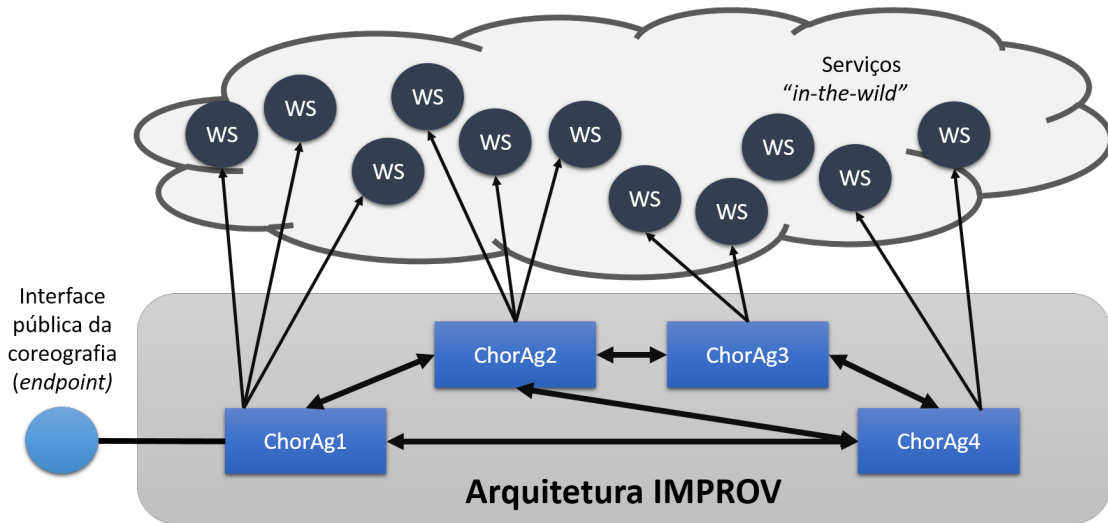 Serviços
“in-the-wild”
WS
WS
WS
WS
WS
WS
WS
WS
WS
WS
WS
Interface
pública da
coreografia
(endpoint)
ChorAg2
ChorAg3
ChorAg1
ChorAg4
Arquitetura IMPROV